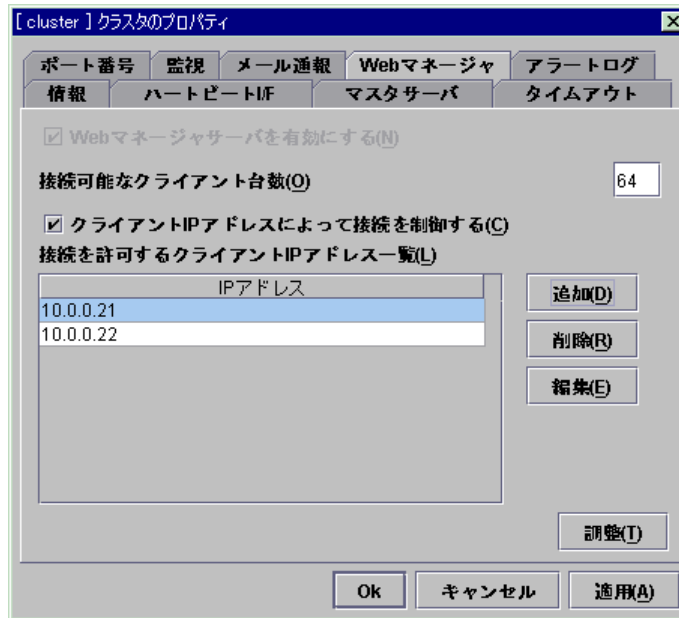 [ cluster ] クラスタのプロパティ
ポート番号 監視 メール通報 Webマネージャ アラートログ
情報 ハートビートI/F マスタサーバ タイムアウト
Webマネージャサーバを有効にする(N)
接続可能なクライアント台数(O) 64
クライアントIPアドレスによって接続を制御する(C)
接続を許可するクライアントIPアドレス一覧(L)
IPアドレス
10.0.0.21
10.0.0.22
追加(D)
削除(R)
編集(E)
調整(T)
Ok キャンセル 適用(A)